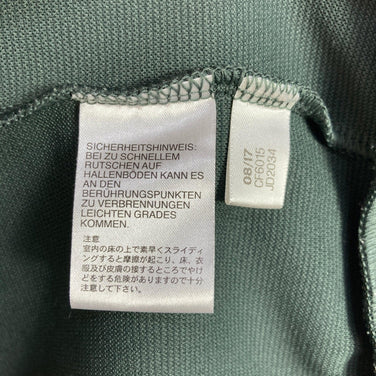 SICHERHEITSHINWEIS:
BEI ZU SCHNELLEM
RUTSCHEN AUF
HALLENBÖDEN KANN ES
AN DEN
BERÜHRUNGSPUNKTEN
ZU VERBRENNUNGEN
LEICHTEN GRADES
KOMMEN.
注意
室内の床の上で素早くスライディ
ングすると摩擦が起こり、床、衣
服及び皮膚の接するところでやけ
どをする危険がありますので十分
注意して下さい。
08/17
CF6015
JD2034